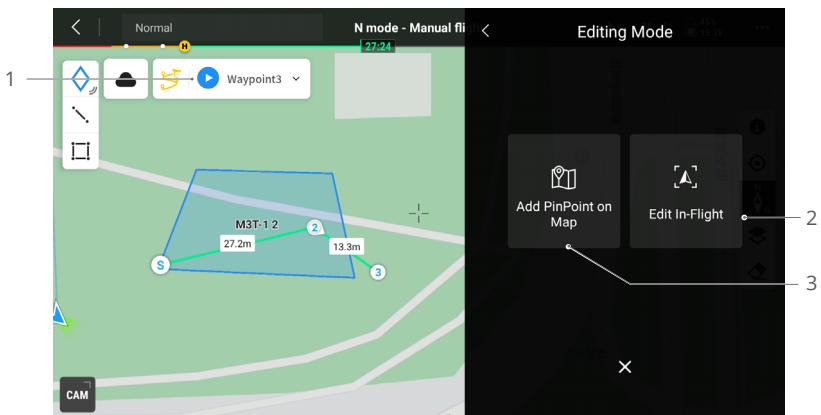 Normal
N mode - Manual fli
Editing Mode
H
27:24
1
Waypoint3
Add PinPoint on
Map
Edit In-Flight
2
M3T-1 2
2
27.2m
13.3m
S
3
3
CAM